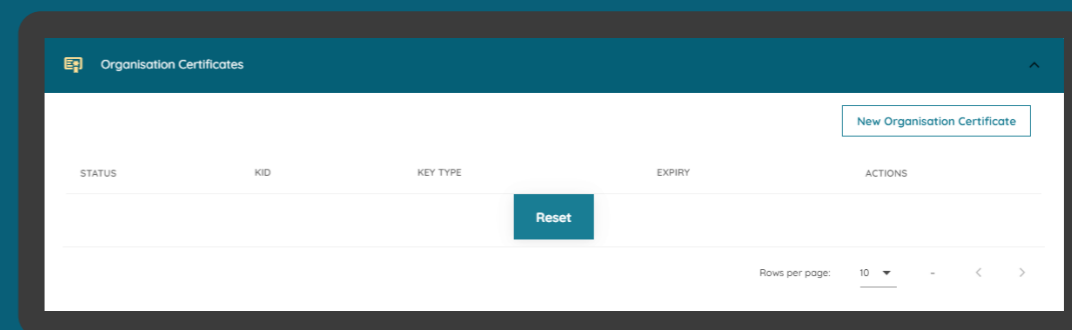 Organisation Certificates
New Organisation Certificate
STATUS KID KEY TYPE EXPIRY ACTIONS
Reset
Rows per page: 10 -